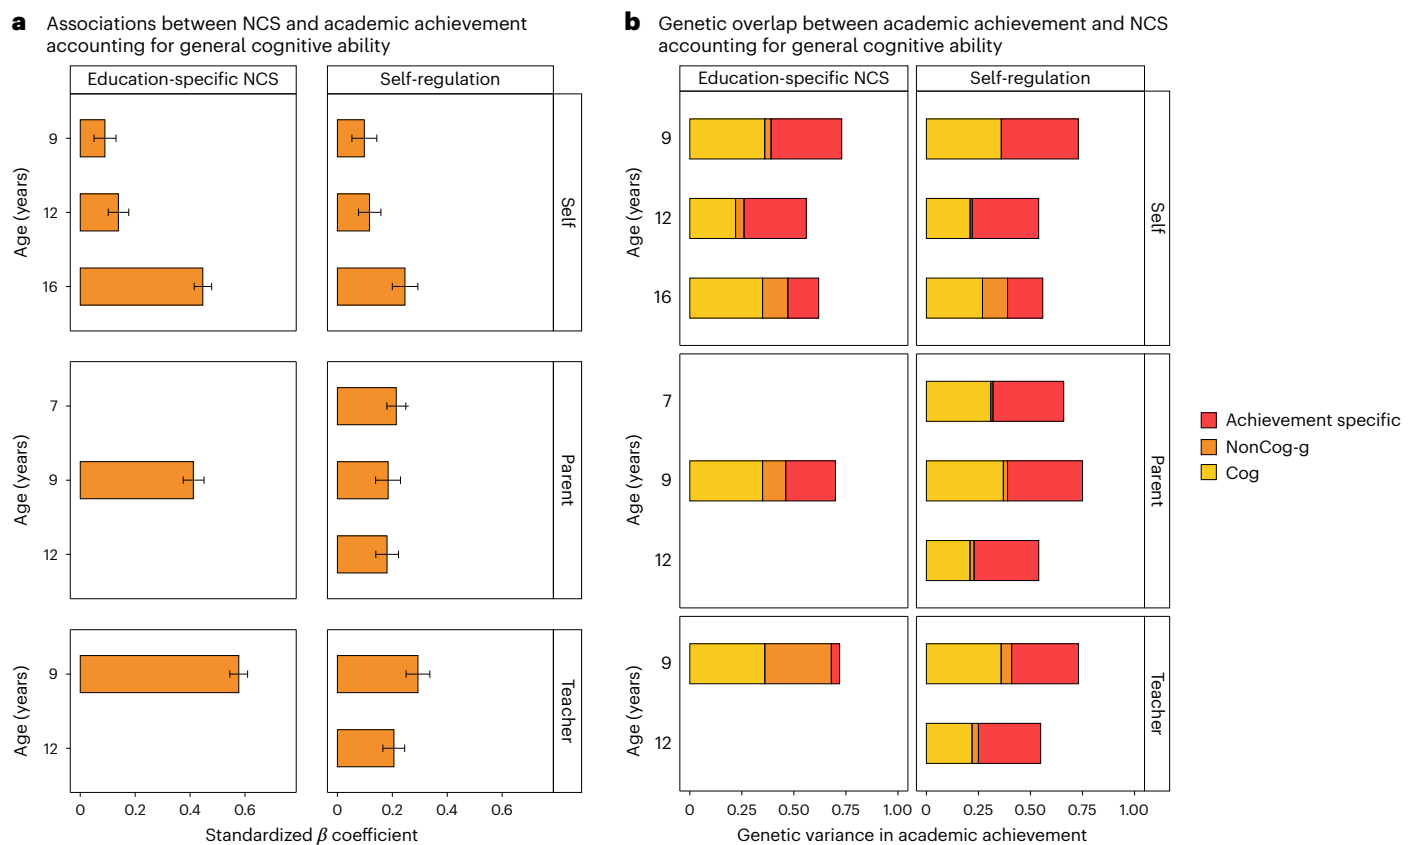 a Associations between NCS and academic achievement
accounting for general cognitive ability
Education-specific NCS Self-regulation
Age (years)
9
12
16
Self
Age (years)
7
9
12
Parent
Age (years)
9
12
Teacher
0 0.2 0.4 0.6 0 0.2 0.4 0.6
Standardized β coefficient
b Genetic overlap between academic achievement and NCS
accounting for general cognitive ability
Education-specific NCS Self-regulation
Age (years)
9
12
16
Self
Age (years)
7
9
12
Parent
Age (years)
9
12
Teacher
0 0.25 0.50 0.75 1.00 0 0.25 0.50 0.75 1.00
Genetic variance in academic achievement
Achievement specific
NonCog-g
Cog